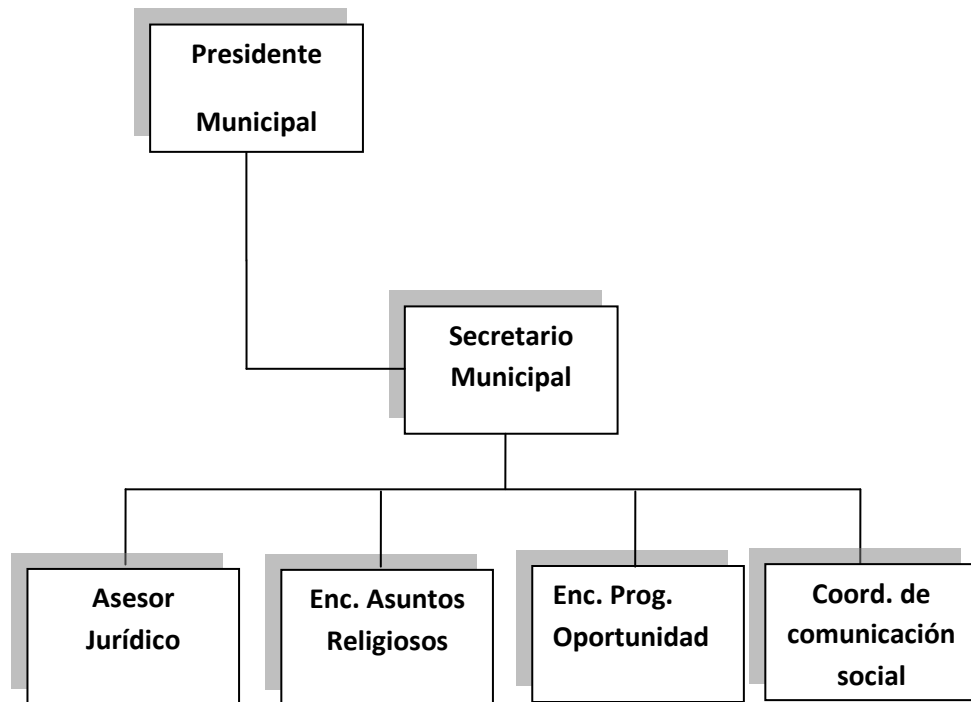 Presidente
Municipal
Secretario
Municipal
Asesor
Jurídico
Enc. Asuntos
Religiosos
Enc. Prog.
Oportunidad
Coord. de
comunicación
social